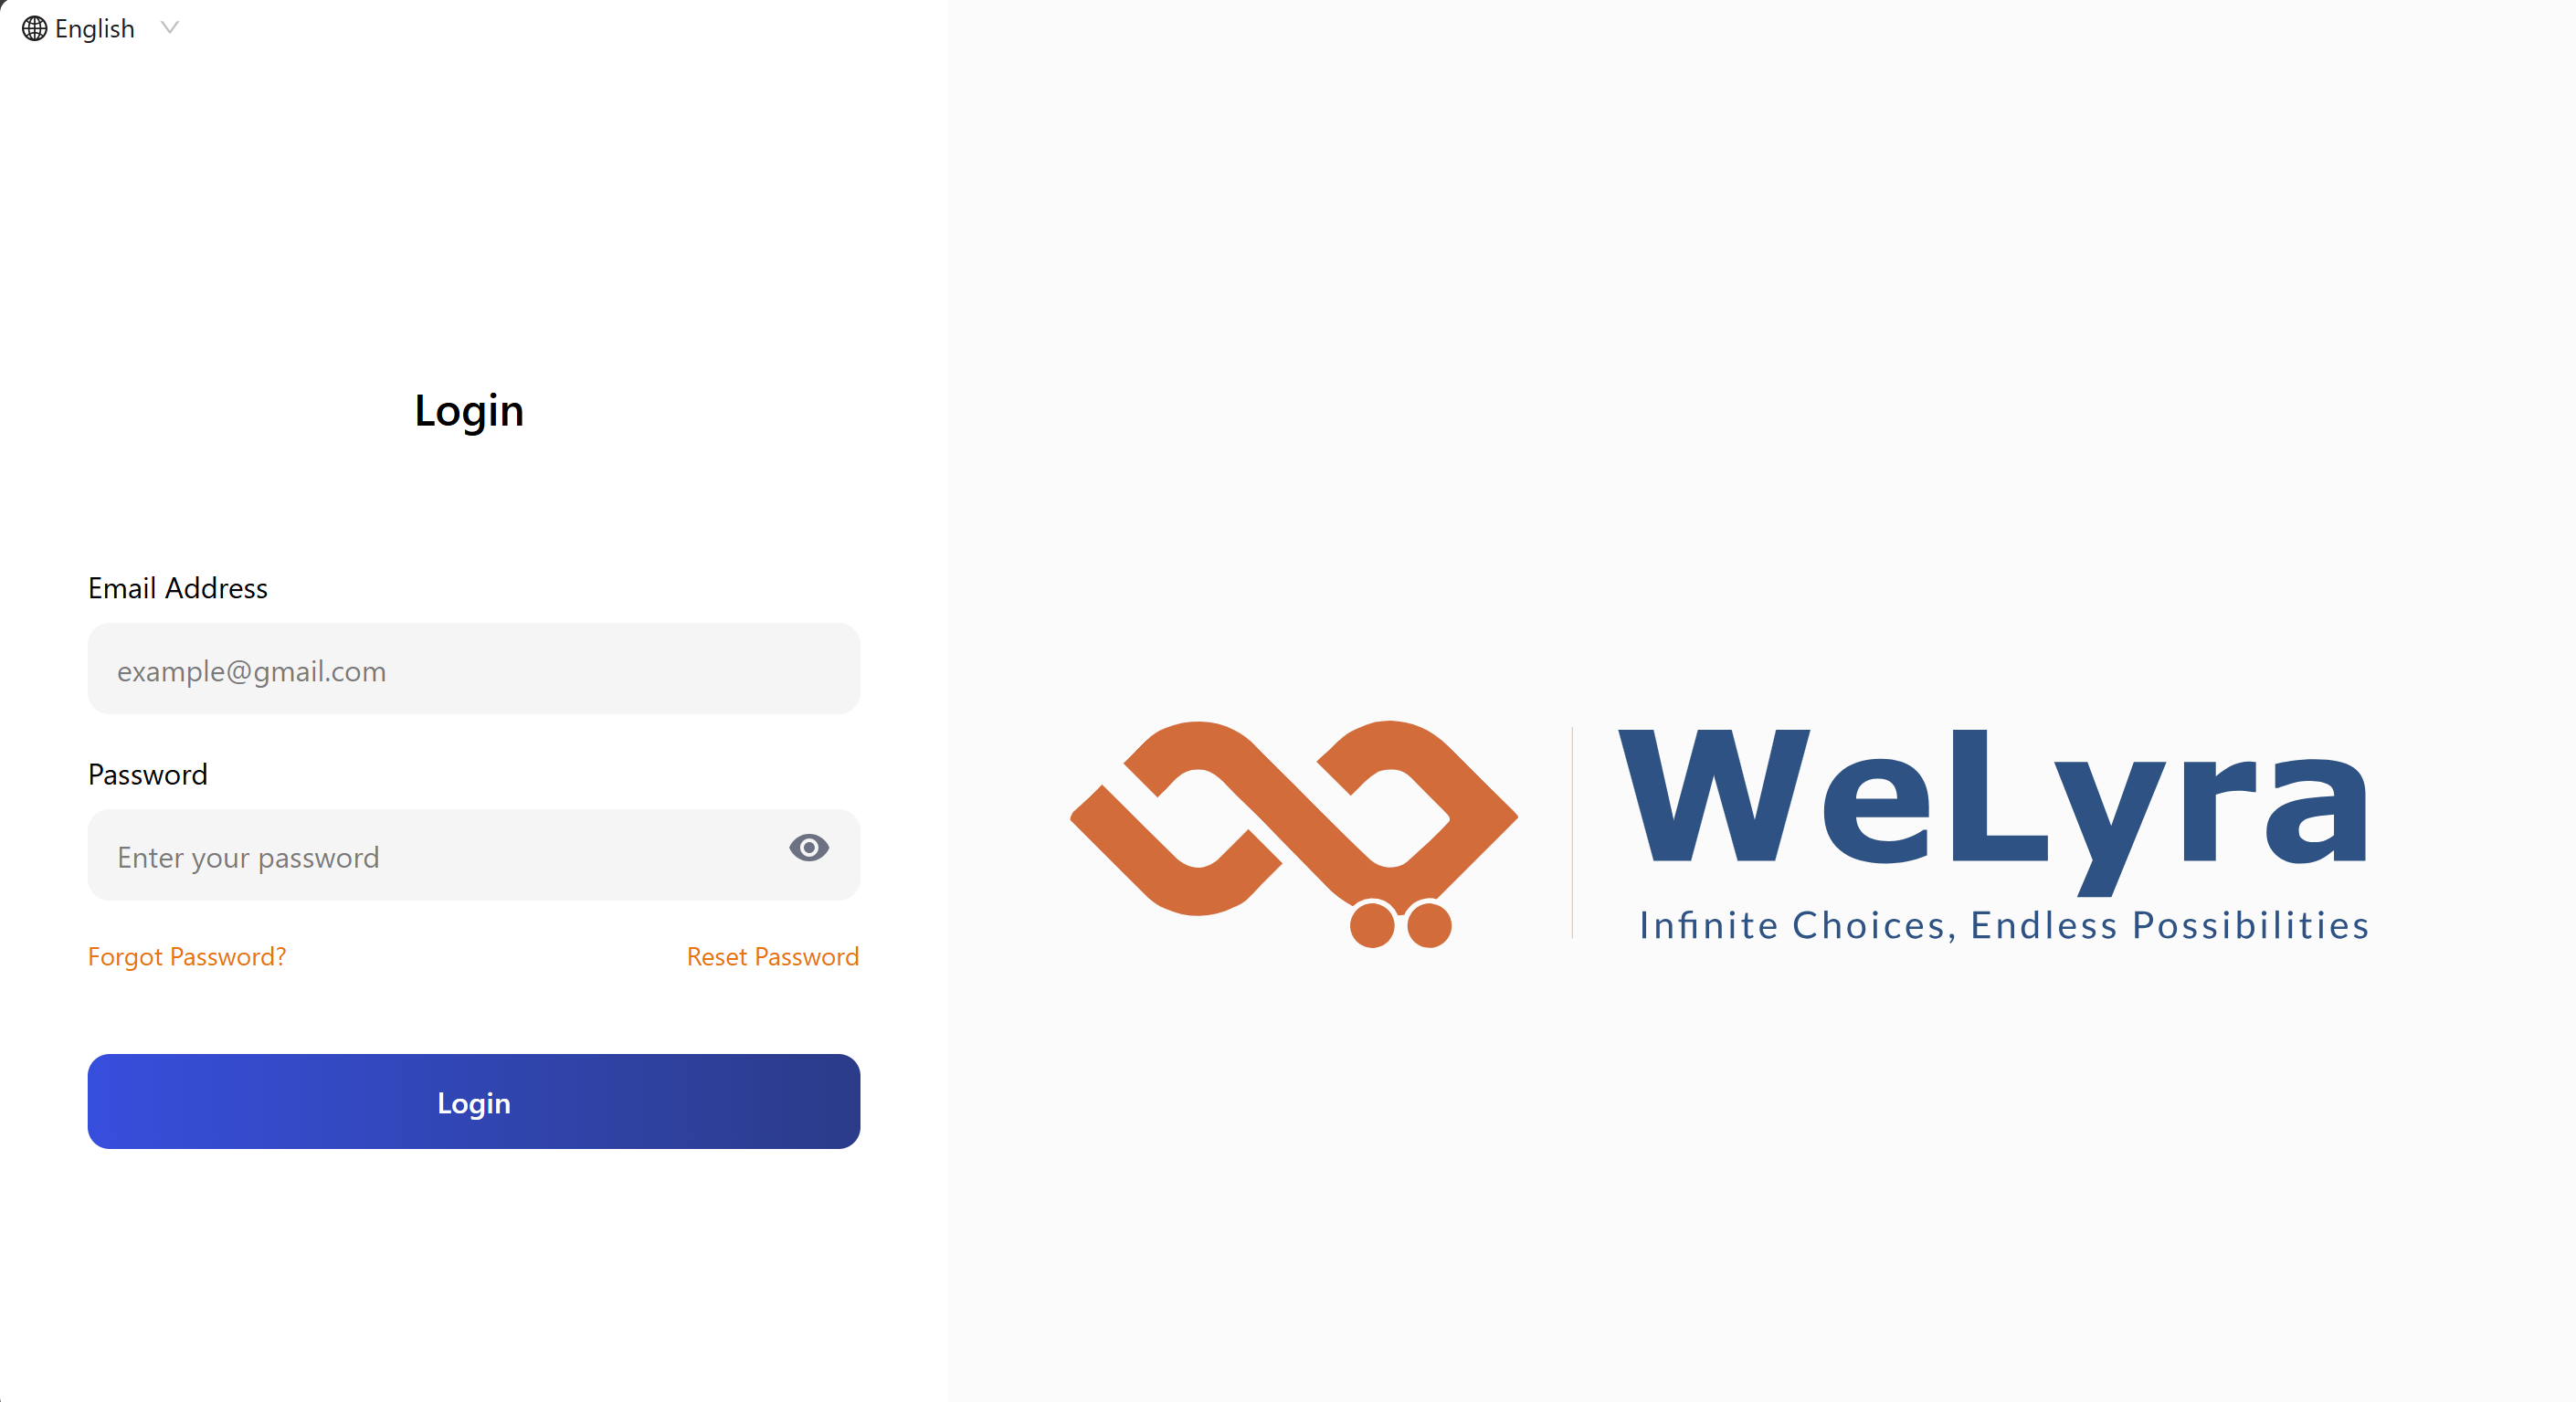 English
Login
Email Address
example@gmail.com
Password
Enter your password
Forgot Password?
Reset Password
Login
WeLyra
Infinite Choices, Endless Possibilities